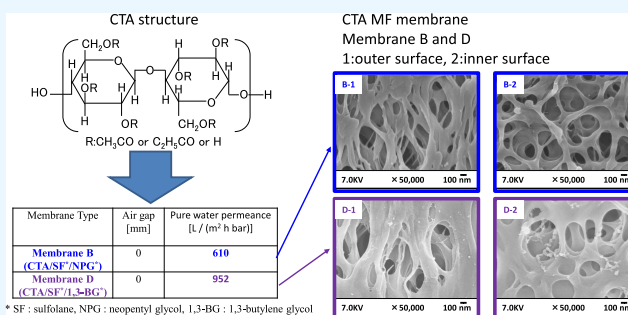 CTA structure
CH₂OR
O
H
OR
H
HO
H
H
OR
O
OR
H
H
OR
H
H
CH₂OR
O
O
H
R:CH₃CO or C₂H₅CO or H
Membrane Type Air gap [mm] Pure water permeance [L / (m² h bar)]
Membrane B (CTA/SF*/NPG*) 0 610
Membrane D (CTA/SF*/1,3-BG*) 0 952
* SF : sulfolane, NPG : neopentyl glycol, 1,3-BG : 1,3-butylene glycol
CTA MF membrane
Membrane B and D
1:outer surface, 2:inner surface
B-1
7.0KV ×50,000 100 nm
B-2
7.0KV ×50,000 100 nm
D-1
7.0KV ×50,000 100 nm
D-2
7.0KV ×50,000 100 nm